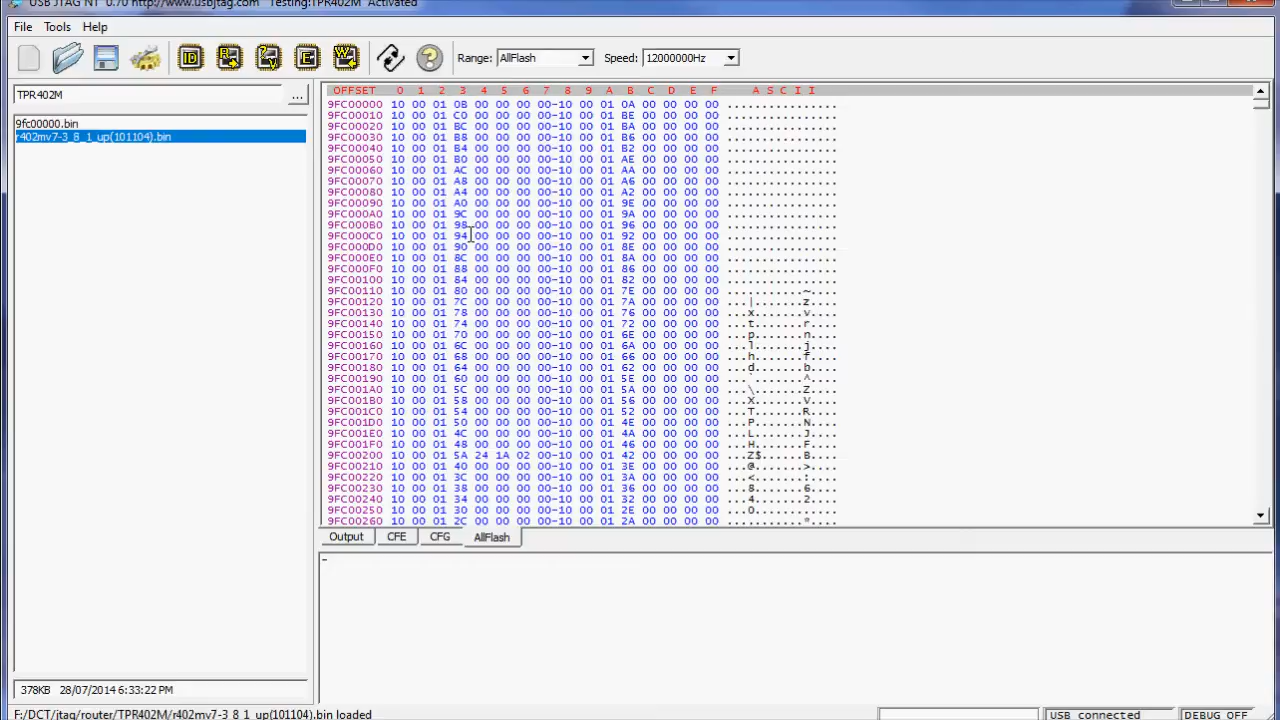 USB JTAG NT 0.70 http://www.usbjtag.com Testing:TPR402M Activated
File Tools Help
Range: AllFlash Speed: 12000000Hz
TPR402M ...
9fc00000.bin
r402mv7-3_8_1_up(101104).bin
OFFSET 0 1 2 3 4 5 6 7 8 9 A B C D E F A S C I I
9FC00000 10 00 01 0B 00 00 00 00-10 00 01 0A 00 00 00 00 ................
9FC00010 10 00 01 C0 00 00 00 00-10 00 01 BE 00 00 00 00 ................
9FC00020 10 00 01 BC 00 00 00 00-10 00 01 BA 00 00 00 00 ................
9FC00030 10 00 01 B8 00 00 00 00-10 00 01 B6 00 00 00 00 ................
9FC00040 10 00 01 B4 00 00 00 00-10 00 01 B2 00 00 00 00 ................
9FC00050 10 00 01 B0 00 00 00 00-10 00 01 AE 00 00 00 00 ................
9FC00060 10 00 01 AC 00 00 00 00-10 00 01 AA 00 00 00 00 ................
9FC00070 10 00 01 A8 00 00 00 00-10 00 01 A6 00 00 00 00 ................
9FC00080 10 00 01 A4 00 00 00 00-10 00 01 A2 00 00 00 00 ................
9FC00090 10 00 01 A0 00 00 00 00-10 00 01 9E 00 00 00 00 ................
9FC000A0 10 00 01 9C 00 00 00 00-10 00 01 9A 00 00 00 00 ................
9FC000B0 10 00 01 98 00 00 00 00-10 00 01 96 00 00 00 00 ................
9FC000C0 10 00 01 94 00 00 00 00-10 00 01 92 00 00 00 00 ................
9FC000D0 10 00 01 90 00 00 00 00-10 00 01 8E 00 00 00 00 ................
9FC000E0 10 00 01 8C 00 00 00 00-10 00 01 8A 00 00 00 00 ................
9FC000F0 10 00 01 88 00 00 00 00-10 00 01 86 00 00 00 00 ................
9FC00100 10 00 01 84 00 00 00 00-10 00 01 82 00 00 00 00 ................
9FC00110 10 00 01 80 00 00 00 00-10 00 01 7E 00 00 00 00 ...........~....
9FC00120 10 00 01 7C 00 00 00 00-10 00 01 7A 00 00 00 00 ...|.......z....
9FC00130 10 00 01 78 00 00 00 00-10 00 01 76 00 00 00 00 ...x.......v....
9FC00140 10 00 01 74 00 00 00 00-10 00 01 72 00 00 00 00 ...t.......r....
9FC00150 10 00 01 70 00 00 00 00-10 00 01 6E 00 00 00 00 ...p.......n....
9FC00160 10 00 01 6C 00 00 00 00-10 00 01 6A 00 00 00 00 ...l.......j....
9FC00170 10 00 01 68 00 00 00 00-10 00 01 66 00 00 00 00 ...h.......f....
9FC00180 10 00 01 64 00 00 00 00-10 00 01 62 00 00 00 00 ...d.......b....
9FC00190 10 00 01 60 00 00 00 00-10 00 01 5E 00 00 00 00 ...`.......^....
9FC001A0 10 00 01 5C 00 00 00 00-10 00 01 5A 00 00 00 00 ...\.......Z....
9FC001B0 10 00 01 58 00 00 00 00-10 00 01 56 00 00 00 00 ...X.......V....
9FC001C0 10 00 01 54 00 00 00 00-10 00 01 52 00 00 00 00 ...T.......R....
9FC001D0 10 00 01 50 00 00 00 00-10 00 01 4E 00 00 00 00 ...P.......N....
9FC001E0 10 00 01 4C 00 00 00 00-10 00 01 4A 00 00 00 00 ...L.......J....
9FC001F0 10 00 01 48 00 00 00 00-10 00 01 46 00 00 00 00 ...H.......F....
9FC00200 10 00 01 5A 24 1A 02 00-10 00 01 42 00 00 00 00 ...Z$......B....
9FC00210 10 00 01 40 00 00 00 00-10 00 01 3E 00 00 00 00 ...@.......>....
9FC00220 10 00 01 3C 00 00 00 00-10 00 01 3A 00 00 00 00 ...<.......:....
9FC00230 10 00 01 38 00 00 00 00-10 00 01 36 00 00 00 00 ...8.......6....
9FC00240 10 00 01 34 00 00 00 00-10 00 01 32 00 00 00 00 ...4.......2....
9FC00250 10 00 01 30 00 00 00 00-10 00 01 2E 00 00 00 00 ...0............
9FC00260 10 00 01 2C 00 00 00 00-10 00 01 2A 00 00 00 00 ...........*....
Output CFE CFG AllFlash
-
378KB 28/07/2014 6:33:22 PM
F:/DCT/jtag/router/TPR402M/r402mv7-3_8_1_up(101104).bin loaded USB connected DEBUG OFF